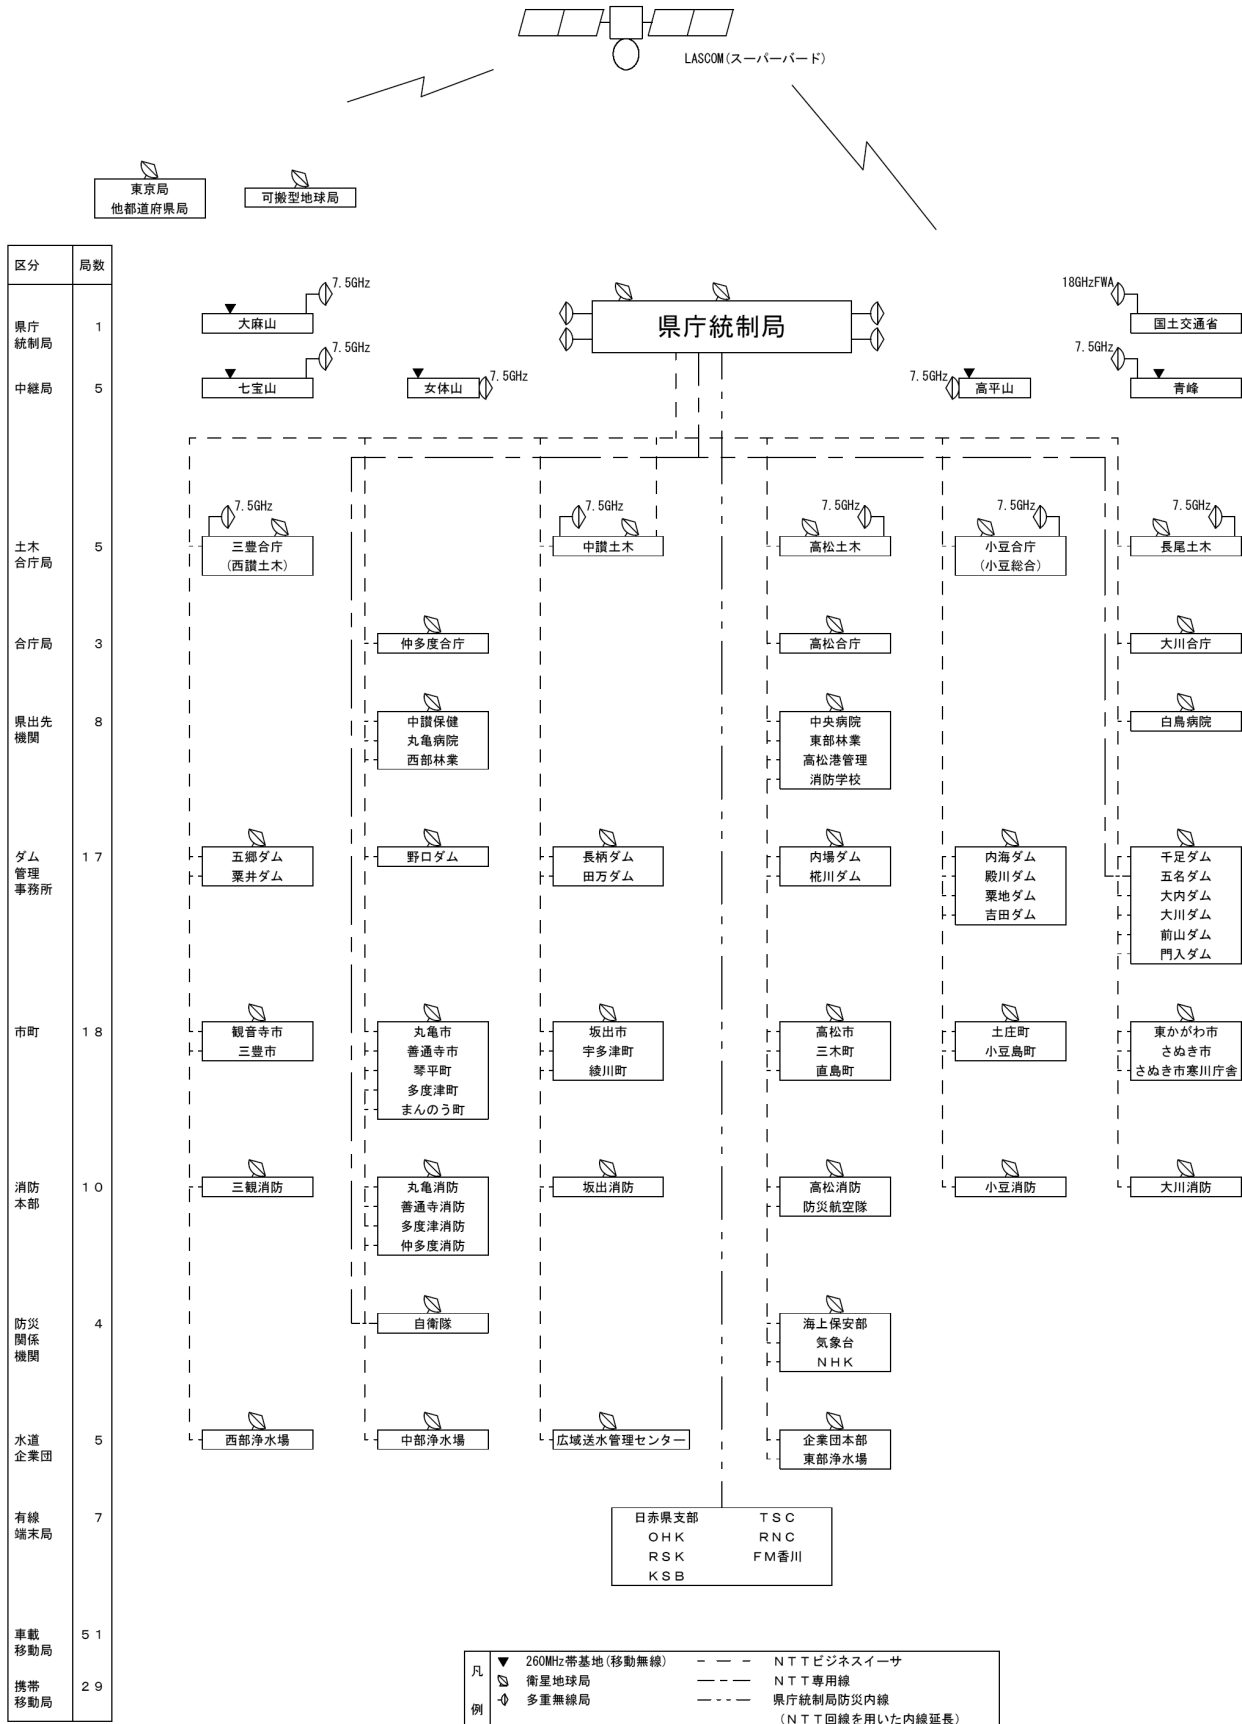 LASCOM(スーパーバード)
東京局
他都道府県局
可搬型地球局
区分 局数
7.5GHz
18GHzFWA
県庁
統制局
1
大麻山
県庁統制局
国土交通省
7.5GHz
7.5GHz
中継局 5
七宝山
女体山
7.5GHz
7.5GHz
高平山
青峰
7.5GHz
7.5GHz
7.5GHz
7.5GHz
7.5GHz
土木
合庁局
5
三豊合庁
(西讃土木)
中讃土木
高松土木
小豆合庁
(小豆総合)
長尾土木
合庁局 3
仲多度合庁
高松合庁
大川合庁
県出先
機関
8
中讃保健
丸亀病院
西部林業
中央病院
東部林業
高松港管理
消防学校
白鳥病院
ダム
管理
事務所
17
五郷ダム
粟井ダム
野口ダム
長柄ダム
田万ダム
内場ダム
椛川ダム
内海ダム
殿川ダム
粟地ダム
吉田ダム
千足ダム
五名ダム
大内ダム
大川ダム
前山ダム
門入ダム
市町 18
観音寺市
三豊市
丸亀市
善通寺市
琴平町
多度津町
まんのう町
坂出市
宇多津町
綾川町
高松市
三木町
直島町
土庄町
小豆島町
東かがわ市
さぬき市
さぬき市寒川庁舎
消防
本部
10
三観消防
丸亀消防
善通寺消防
多度津消防
仲多度消防
坂出消防
高松消防
防災航空隊
小豆消防
大川消防
防災
関係
機関
4
自衛隊
海上保安部
気象台
NHK
水道
企業団
5
西部浄水場
中部浄水場
広域送水管理センター
企業団本部
東部浄水場
有線
端末局
7
日赤県支部 TSC
OHK RNC
RSK FM香川
KSB
車載
移動局
51
携帯
移動局
29
凡例
260MHz帯基地(移動無線)
衛星地球局
多重無線局
NTTビジネスイーサ
NTT専用線
県庁統制局防災内線
(NTT回線を用いた内線延長)